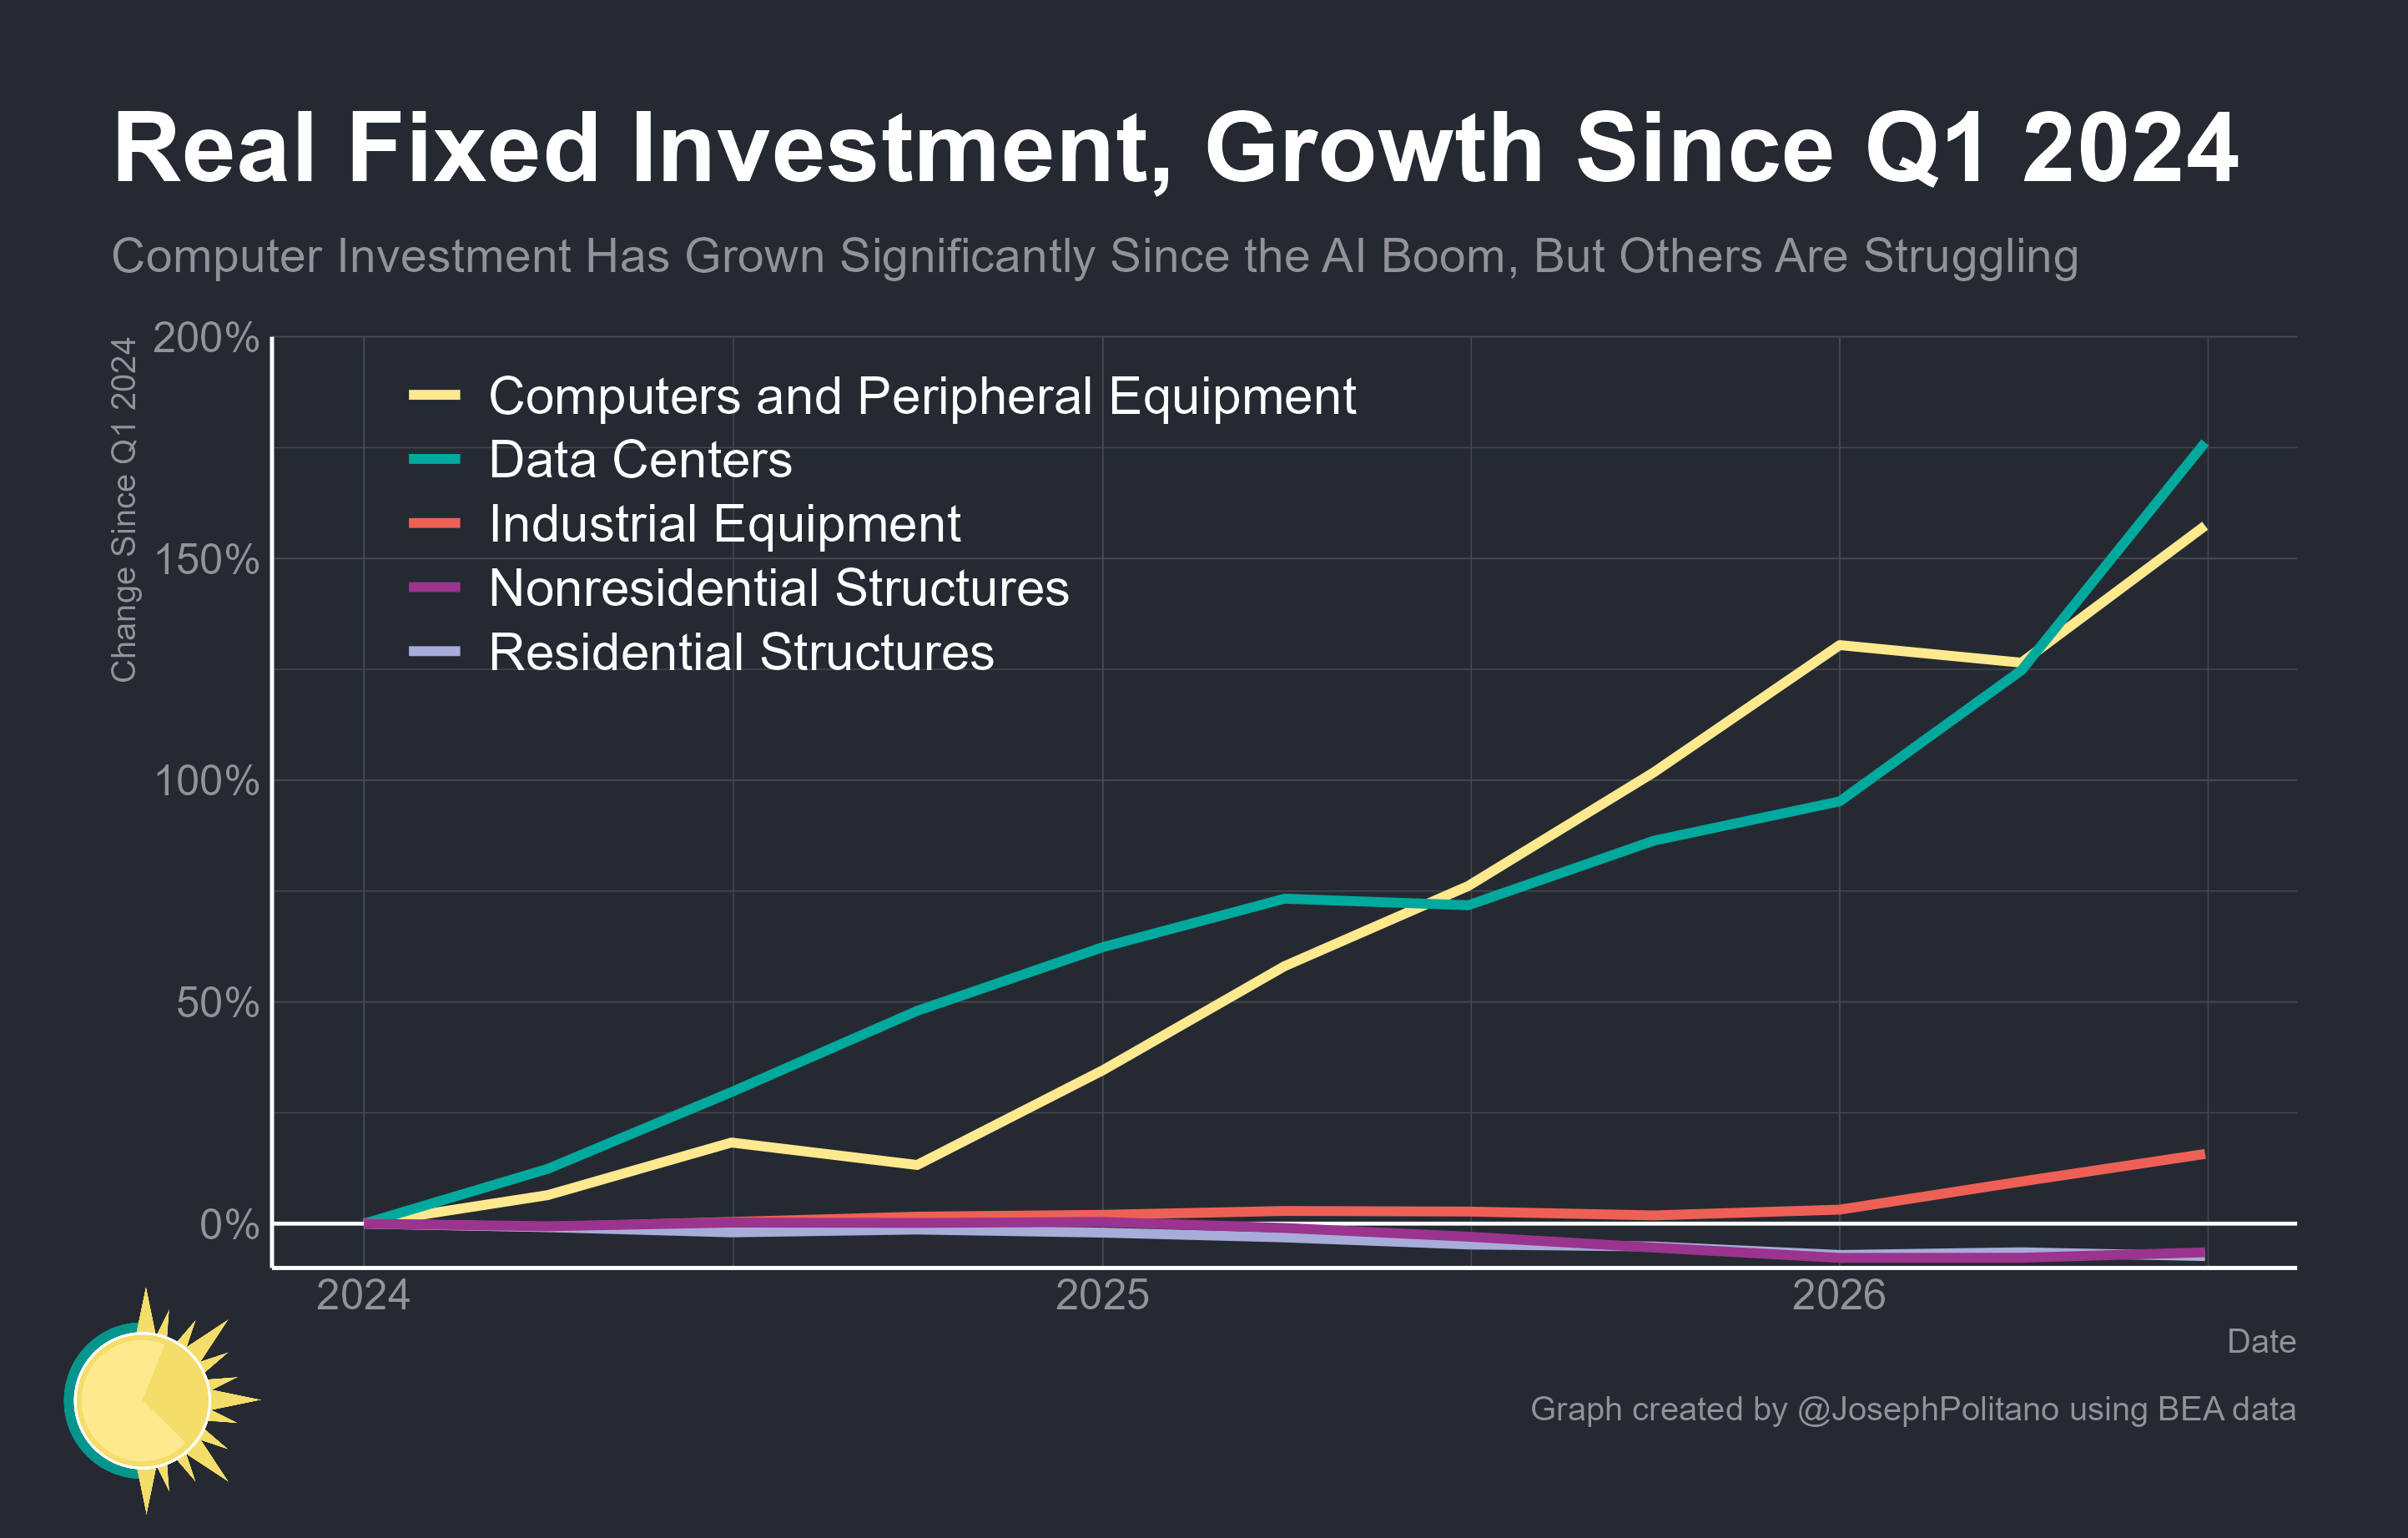 Real Fixed Investment, Growth Since Q1 2024
Computer Investment Has Grown Significantly Since the AI Boom, But Others Are Struggling
Change Since Q1 2024
200%
150%
100%
50%
0%
Computers and Peripheral Equipment
Data Centers
Industrial Equipment
Nonresidential Structures
Residential Structures
2024
2025
2026
Date
Graph created by @JosephPolitano using BEA data